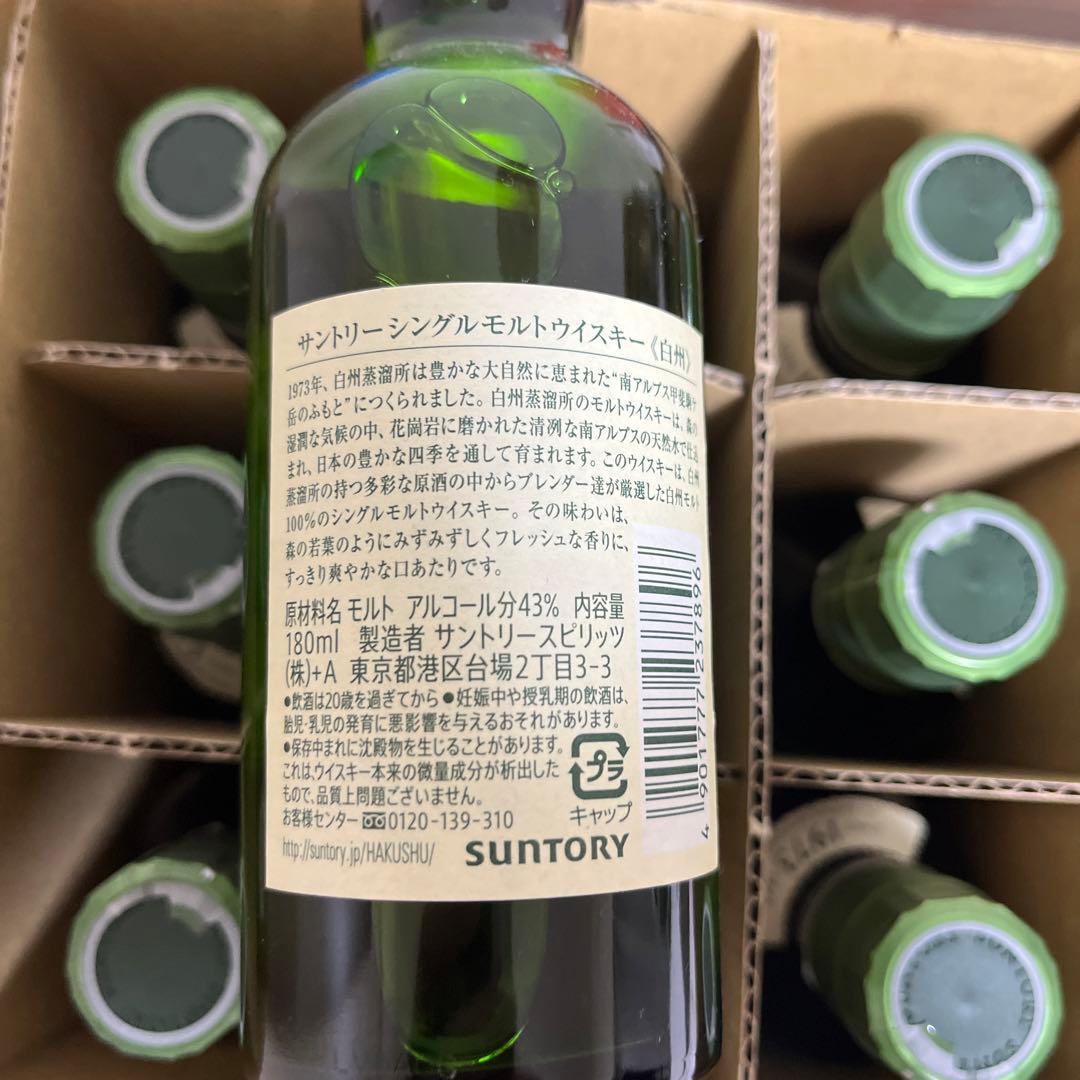 サントリー シングルモルトウイスキー《白州》
1973年、白州蒸溜所は豊かな大自然に恵まれた“南アルプス甲斐駒ケ
岳のふもと”につくられました。白州蒸溜所のモルトウイスキーは、森の
湿潤な気候の中、花崗岩に磨かれた清冽な南アルプスの天然水で仕込
まれ、日本の豊かな四季を通して育まれます。このウイスキーは、白州
蒸溜所の持つ多彩な原酒の中からブレンダー達が厳選した白州モルト
100%のシングルモルトウイスキー。その味わいは、
森の若葉のようにみずみずしくフレッシュな香りに、
すっきり爽やかな口あたりです。
原材料名 モルト アルコール分43% 内容量
180ml 製造者 サントリースピリッツ
(株)+A 東京都港区台場2丁目3-3
●飲酒は20歳を過ぎてから ●妊娠中や授乳期の飲酒は、
胎児・乳児の発育に悪影響を与えるおそれがあります。
●保存中まれに沈殿物を生じることがあります。
これは、ウイスキー本来の微量成分が析出した
もので、品質上問題ございません。
お客様センター 0120-139-310
http://suntory.jp/HAKUSHU/
SUNTORY
プラ
キャップ
4 901777 237896